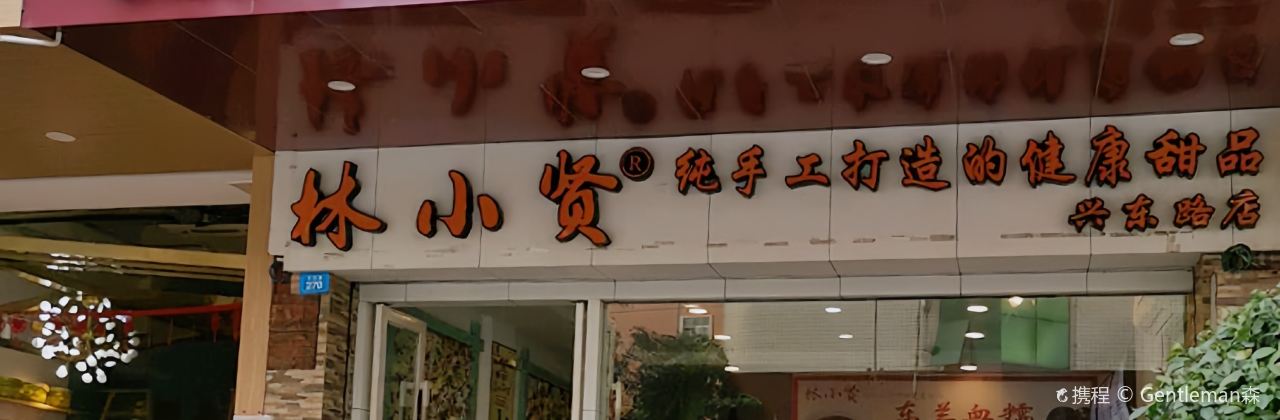 林小贤® 纯手工打造的健康甜品
兴东路店
270
林小贤
东兰血糯
携程 © Gentleman森